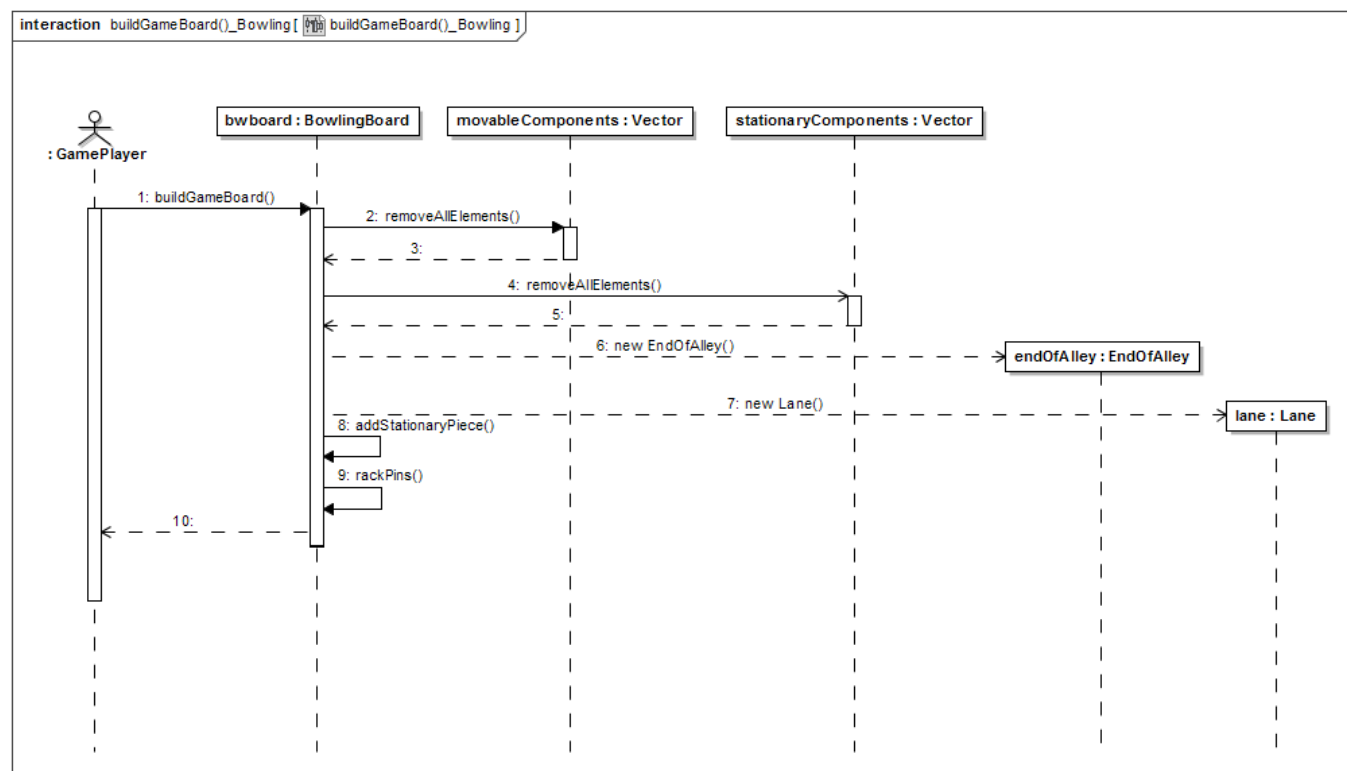 interaction buildGameBoard()_Bowling [ buildGameBoard()_Bowling ]
: GamePlayer
bwboard : BowlingBoard
movableComponents : Vector
stationaryComponents : Vector
1: buildGameBoard()
2: removeAllElements()
3:
4: removeAllElements()
5:
6: new EndOfAlley()
endOfAlley : EndOfAlley
7: new Lane()
lane : Lane
8: addStationaryPiece()
9: rackPins()
10: